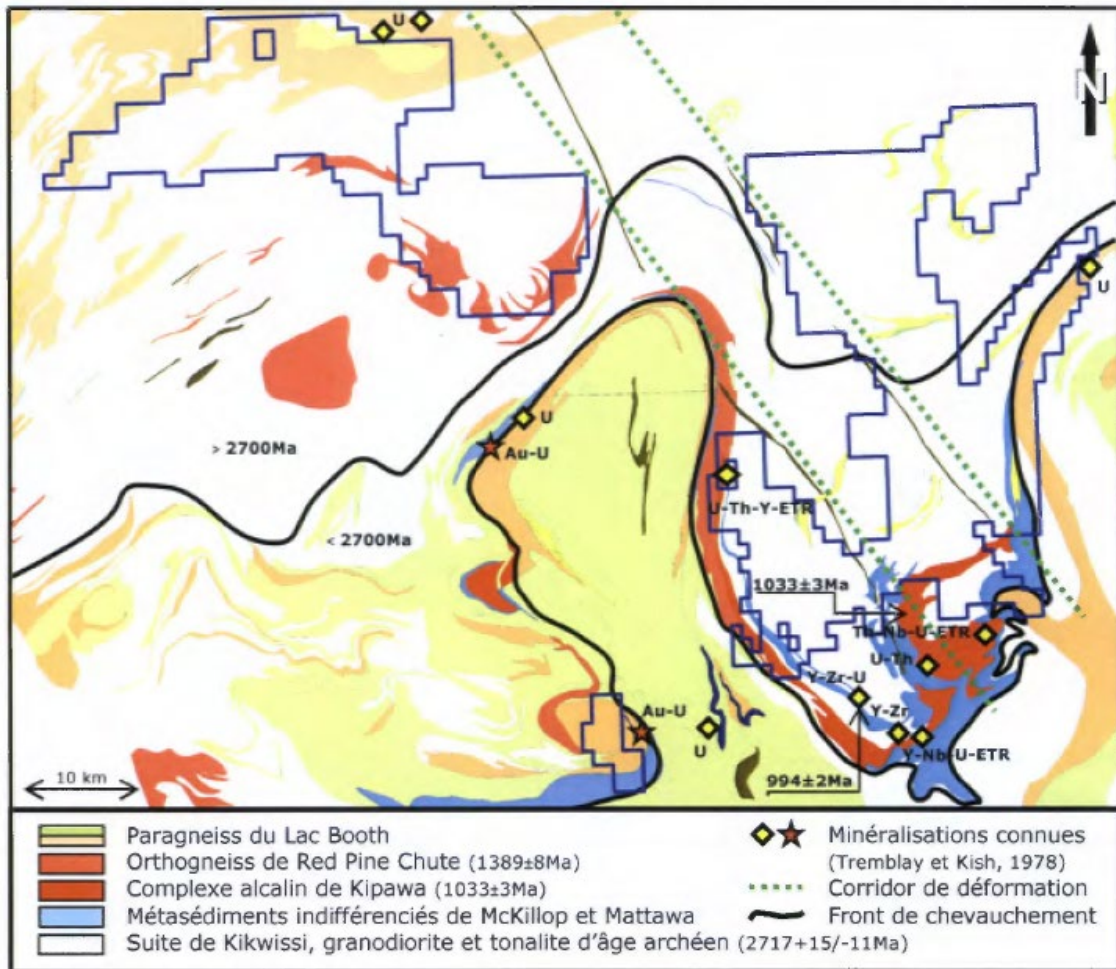 U
N
U
> 2700Ma
U
Au-U
U-Th-Y-ETR
< 2700Ma
1033±3Ma
Th-Nb-U-ETR
U-Th
Y-Zr-U
Au-U
Y-Zr
U
Y-Nb-U-ETR
10 km
994±2Ma
Paragneiss du Lac Booth
Orthogneiss de Red Pine Chute (1389±8Ma)
Complexe alcalin de Kipawa (1033±3Ma)
Métasédiments indifférenciés de McKillop et Mattawa
Suite de Kikwissi, granodiorite et tonalite d'âge archéen (2717+15/-11Ma)
Minéralisations connues
(Tremblay et Kish, 1978)
Corridor de déformation
Front de chevauchement